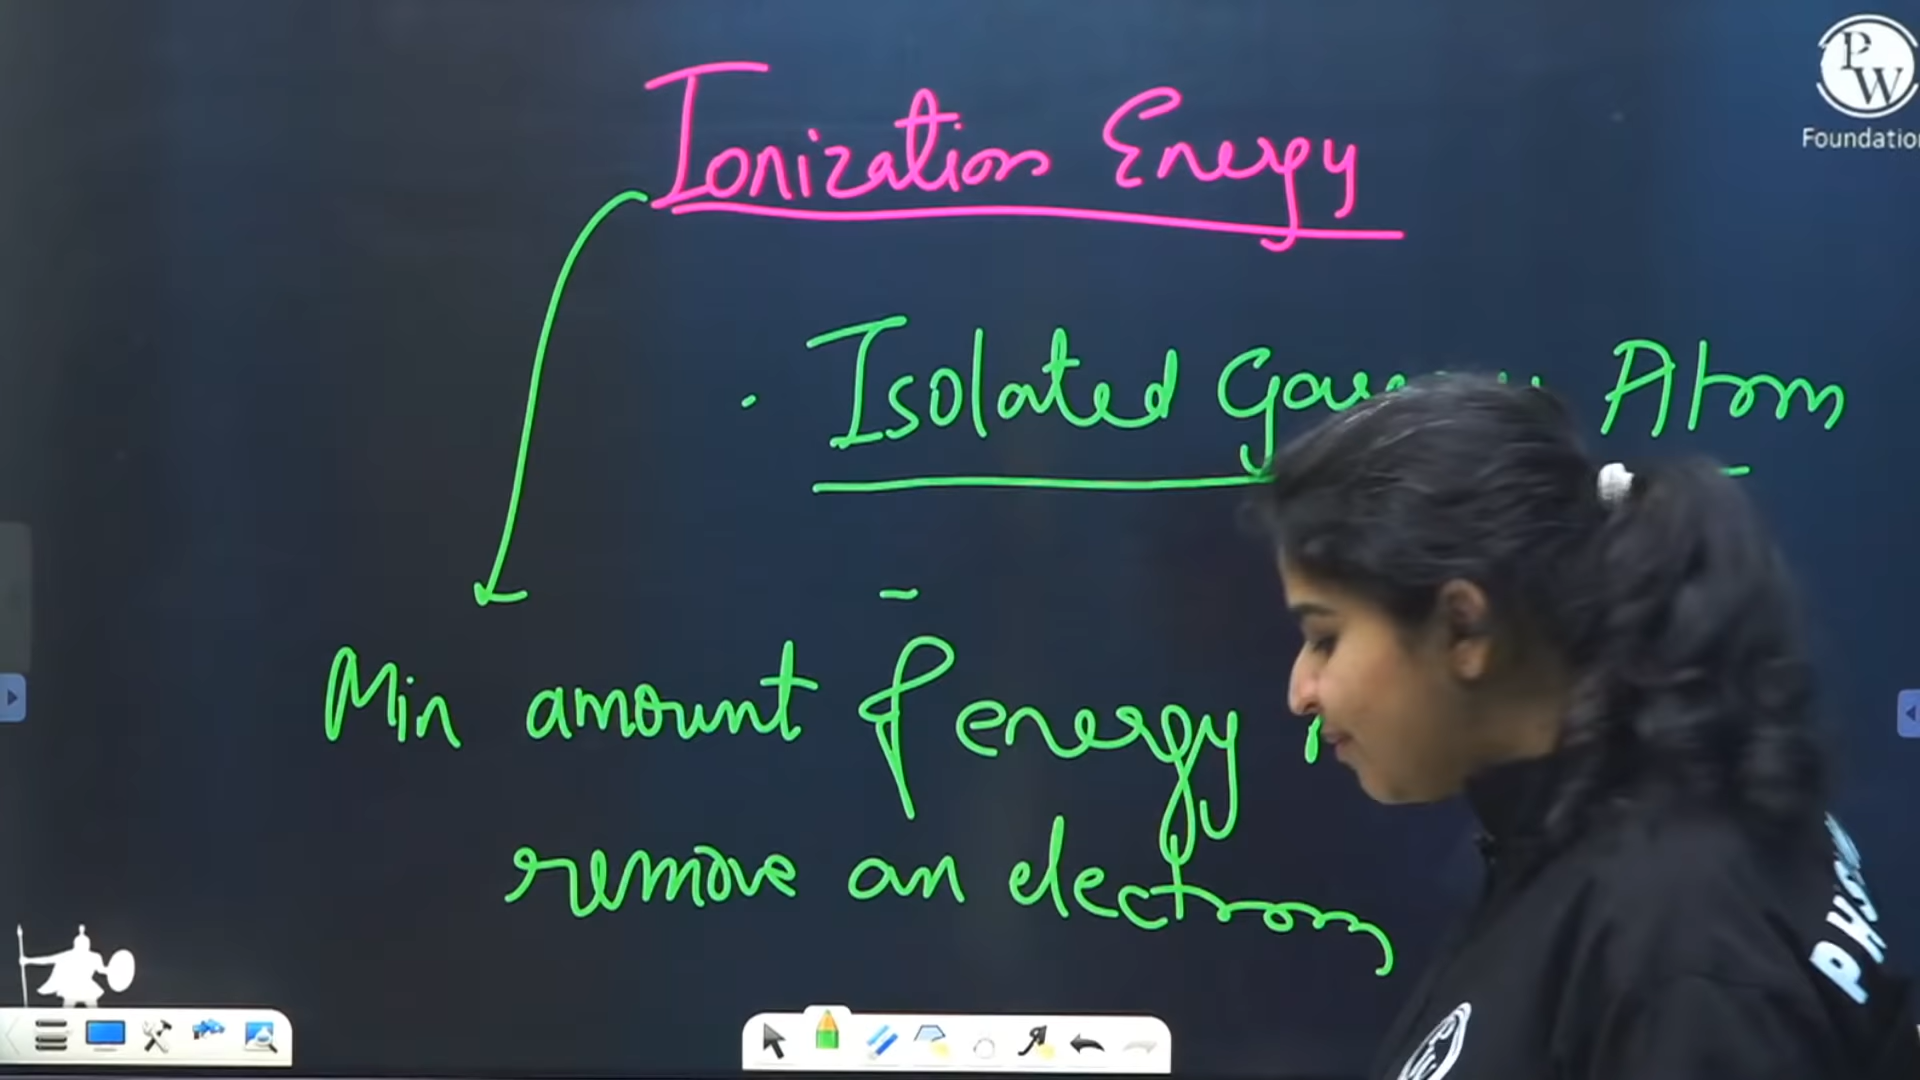 P
W
Foundation
Ionization Energy
. Isolated Atom
Min amount of energy
remove an electron